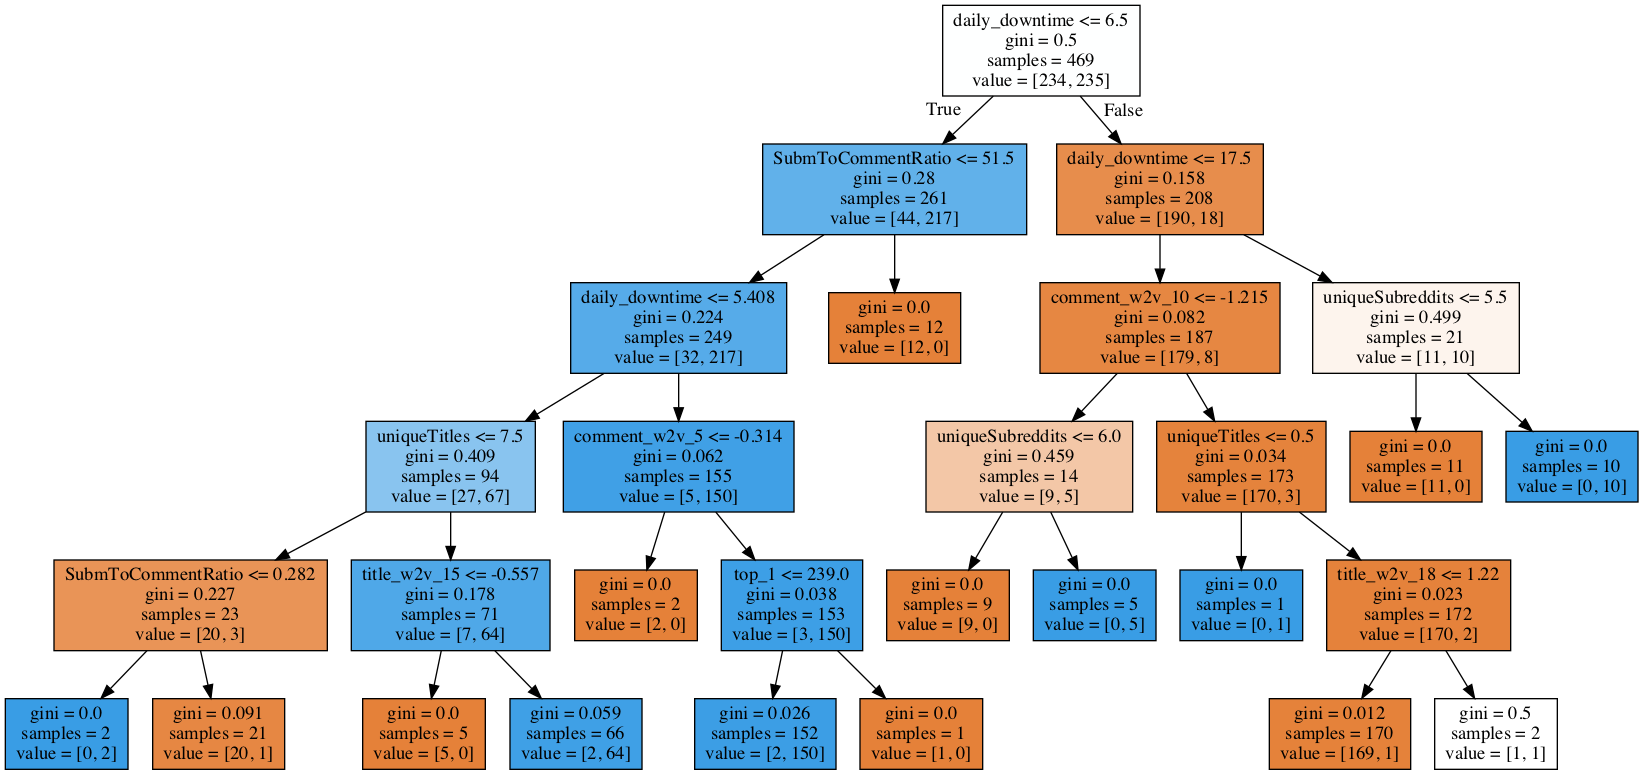 daily_downtime <= 6.5
gini = 0.5
samples = 469
value = [234, 235]
True
False
SubmToCommentRatio <= 51.5
gini = 0.28
samples = 261
value = [44, 217]
daily_downtime <= 17.5
gini = 0.158
samples = 208
value = [190, 18]
daily_downtime <= 5.408
gini = 0.224
samples = 249
value = [32, 217]
gini = 0.0
samples = 12
value = [12, 0]
comment_w2v_10 <= -1.215
gini = 0.082
samples = 187
value = [179, 8]
uniqueSubreddits <= 5.5
gini = 0.499
samples = 21
value = [11, 10]
uniqueTitles <= 7.5
gini = 0.409
samples = 94
value = [27, 67]
comment_w2v_5 <= -0.314
gini = 0.062
samples = 155
value = [5, 150]
uniqueSubreddits <= 6.0
gini = 0.459
samples = 14
value = [9, 5]
uniqueTitles <= 0.5
gini = 0.034
samples = 173
value = [170, 3]
gini = 0.0
samples = 11
value = [11, 0]
gini = 0.0
samples = 10
value = [0, 10]
SubmToCommentRatio <= 0.282
gini = 0.227
samples = 23
value = [20, 3]
title_w2v_15 <= -0.557
gini = 0.178
samples = 71
value = [7, 64]
gini = 0.0
samples = 2
value = [2, 0]
top_1 <= 239.0
gini = 0.038
samples = 153
value = [3, 150]
gini = 0.0
samples = 9
value = [9, 0]
gini = 0.0
samples = 5
value = [0, 5]
gini = 0.0
samples = 1
value = [0, 1]
title_w2v_18 <= 1.22
gini = 0.023
samples = 172
value = [170, 2]
gini = 0.0
samples = 2
value = [0, 2]
gini = 0.091
samples = 21
value = [20, 1]
gini = 0.0
samples = 5
value = [5, 0]
gini = 0.059
samples = 66
value = [2, 64]
gini = 0.026
samples = 152
value = [2, 150]
gini = 0.0
samples = 1
value = [1, 0]
gini = 0.012
samples = 170
value = [169, 1]
gini = 0.5
samples = 2
value = [1, 1]